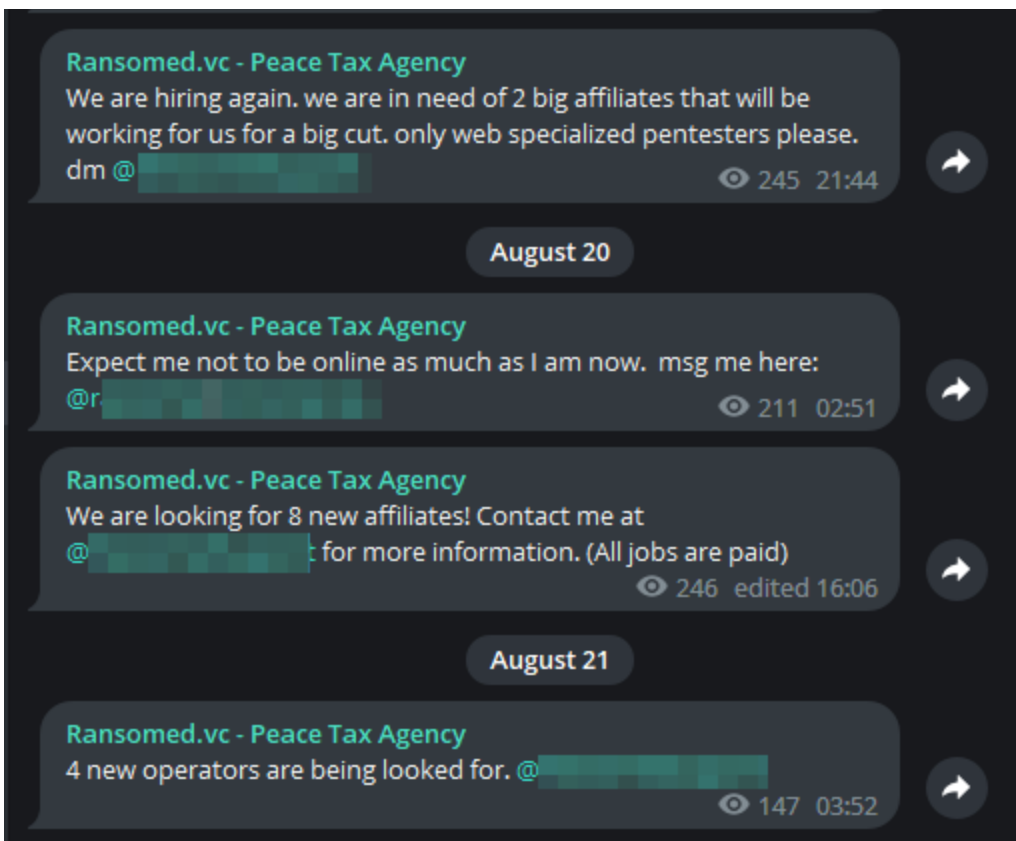 Ransomed.vc - Peace Tax Agency
We are hiring again. we are in need of 2 big affiliates that will be
working for us for a big cut. only web specialized pentesters please.
dm @
245 21:44
August 20
Ransomed.vc - Peace Tax Agency
Expect me not to be online as much as I am now. msg me here:
@r
211 02:51
Ransomed.vc - Peace Tax Agency
We are looking for 8 new affiliates! Contact me at
@ for more information. (All jobs are paid)
246 edited 16:06
August 21
Ransomed.vc - Peace Tax Agency
4 new operators are being looked for. @
147 03:52